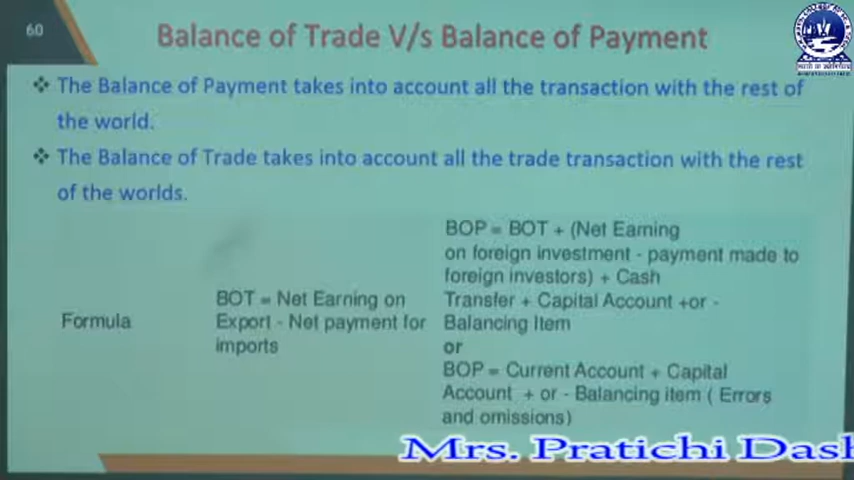 60
Balance of Trade V/s Balance of Payment
❖ The Balance of Payment takes into account all the transaction with the rest of
the world.
❖ The Balance of Trade takes into account all the trade transaction with the rest
of the worlds.
Formula
BOT = Net Earning on
Export - Net payment for
imports
BOP = BOT + (Net Earning
on foreign investment - payment made to
foreign investors) + Cash
Transfer + Capital Account +or -
Balancing Item
or
BOP = Current Account + Capital
Account + or - Balancing item ( Errors
and omissions)
Mrs. Pratichi Dash